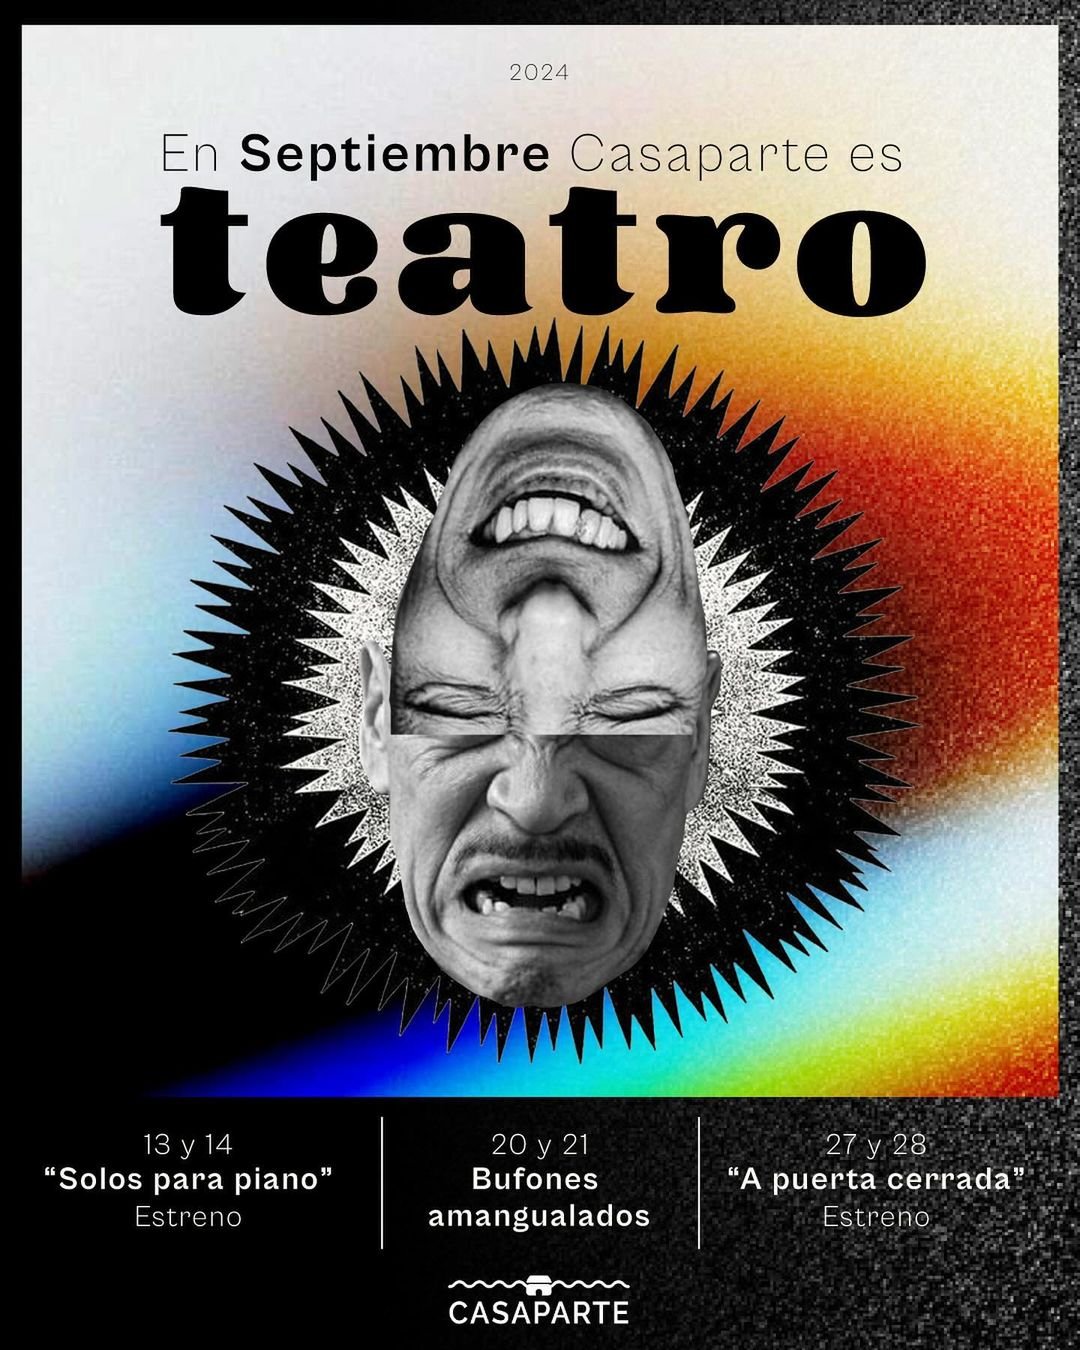 2024
En Septiembre Casaparte es
teatro
13 y 14
“Solos para piano”
Estreno
20 y 21
Bufones
amangualados
27 y 28
“A puerta cerrada”
Estreno
CASAPARTE